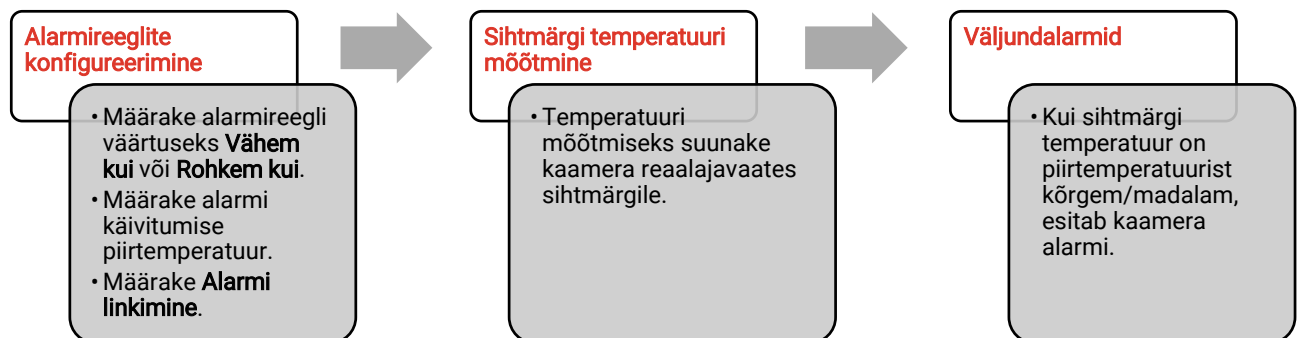 Alarmireeglite
konfigureerimine
• Määrake alarmireegli
väärtuseks Vähem
kui või Rohkem kui.
• Määrake alarmi
käivitumise
piirtemperatuur.
• Määrake Alarmi
linkimine.
Sihtmärgi temperatuuri
mõõtmine
• Temperatuuri
mõõtmiseks suunake
kaamera reaalajavaates
sihtmärgile.
Väljundalarmid
• Kui sihtmärgi
temperatuur on
piirtemperatuurist
kõrgem/madalam,
esitab kaamera
alarmi.